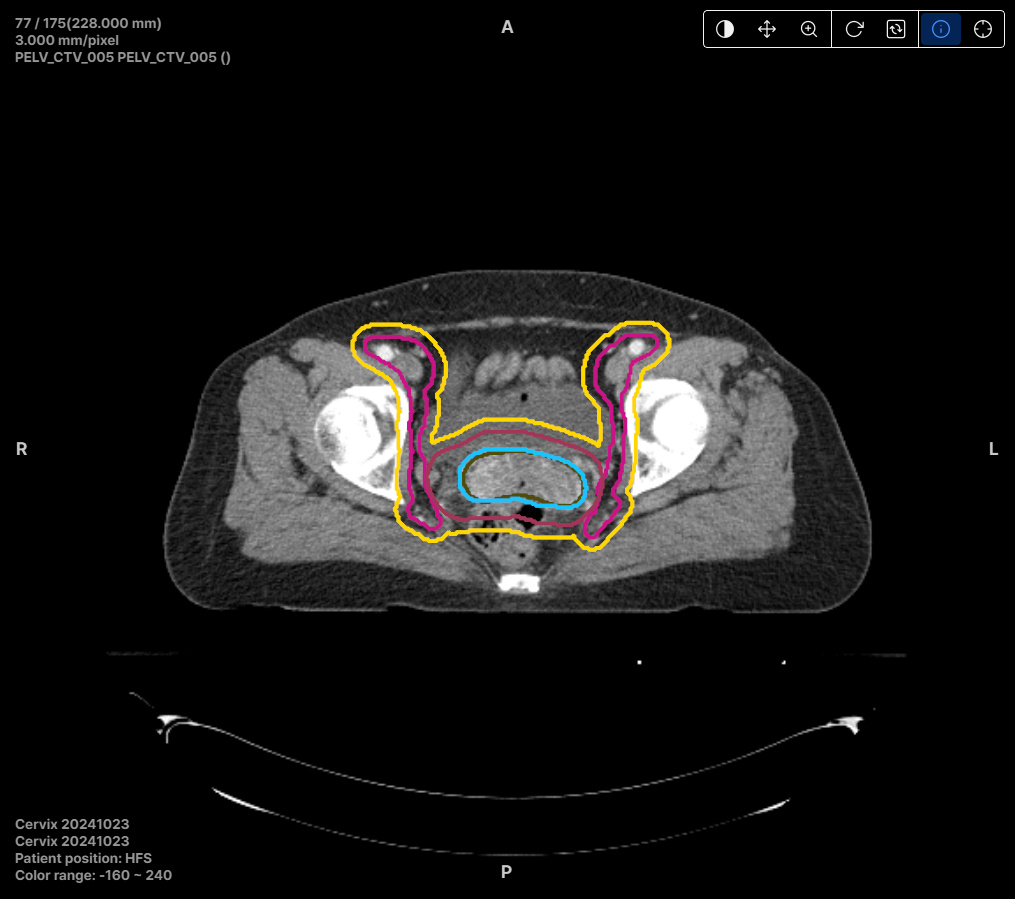 77 / 175(228.000 mm)
3.000 mm/pixel
PELV_CTV_005 PELV_CTV_005 ()
A
R
L
Cervix 20241023
Cervix 20241023
Patient position: HFS
Color range: -160 ~ 240
P